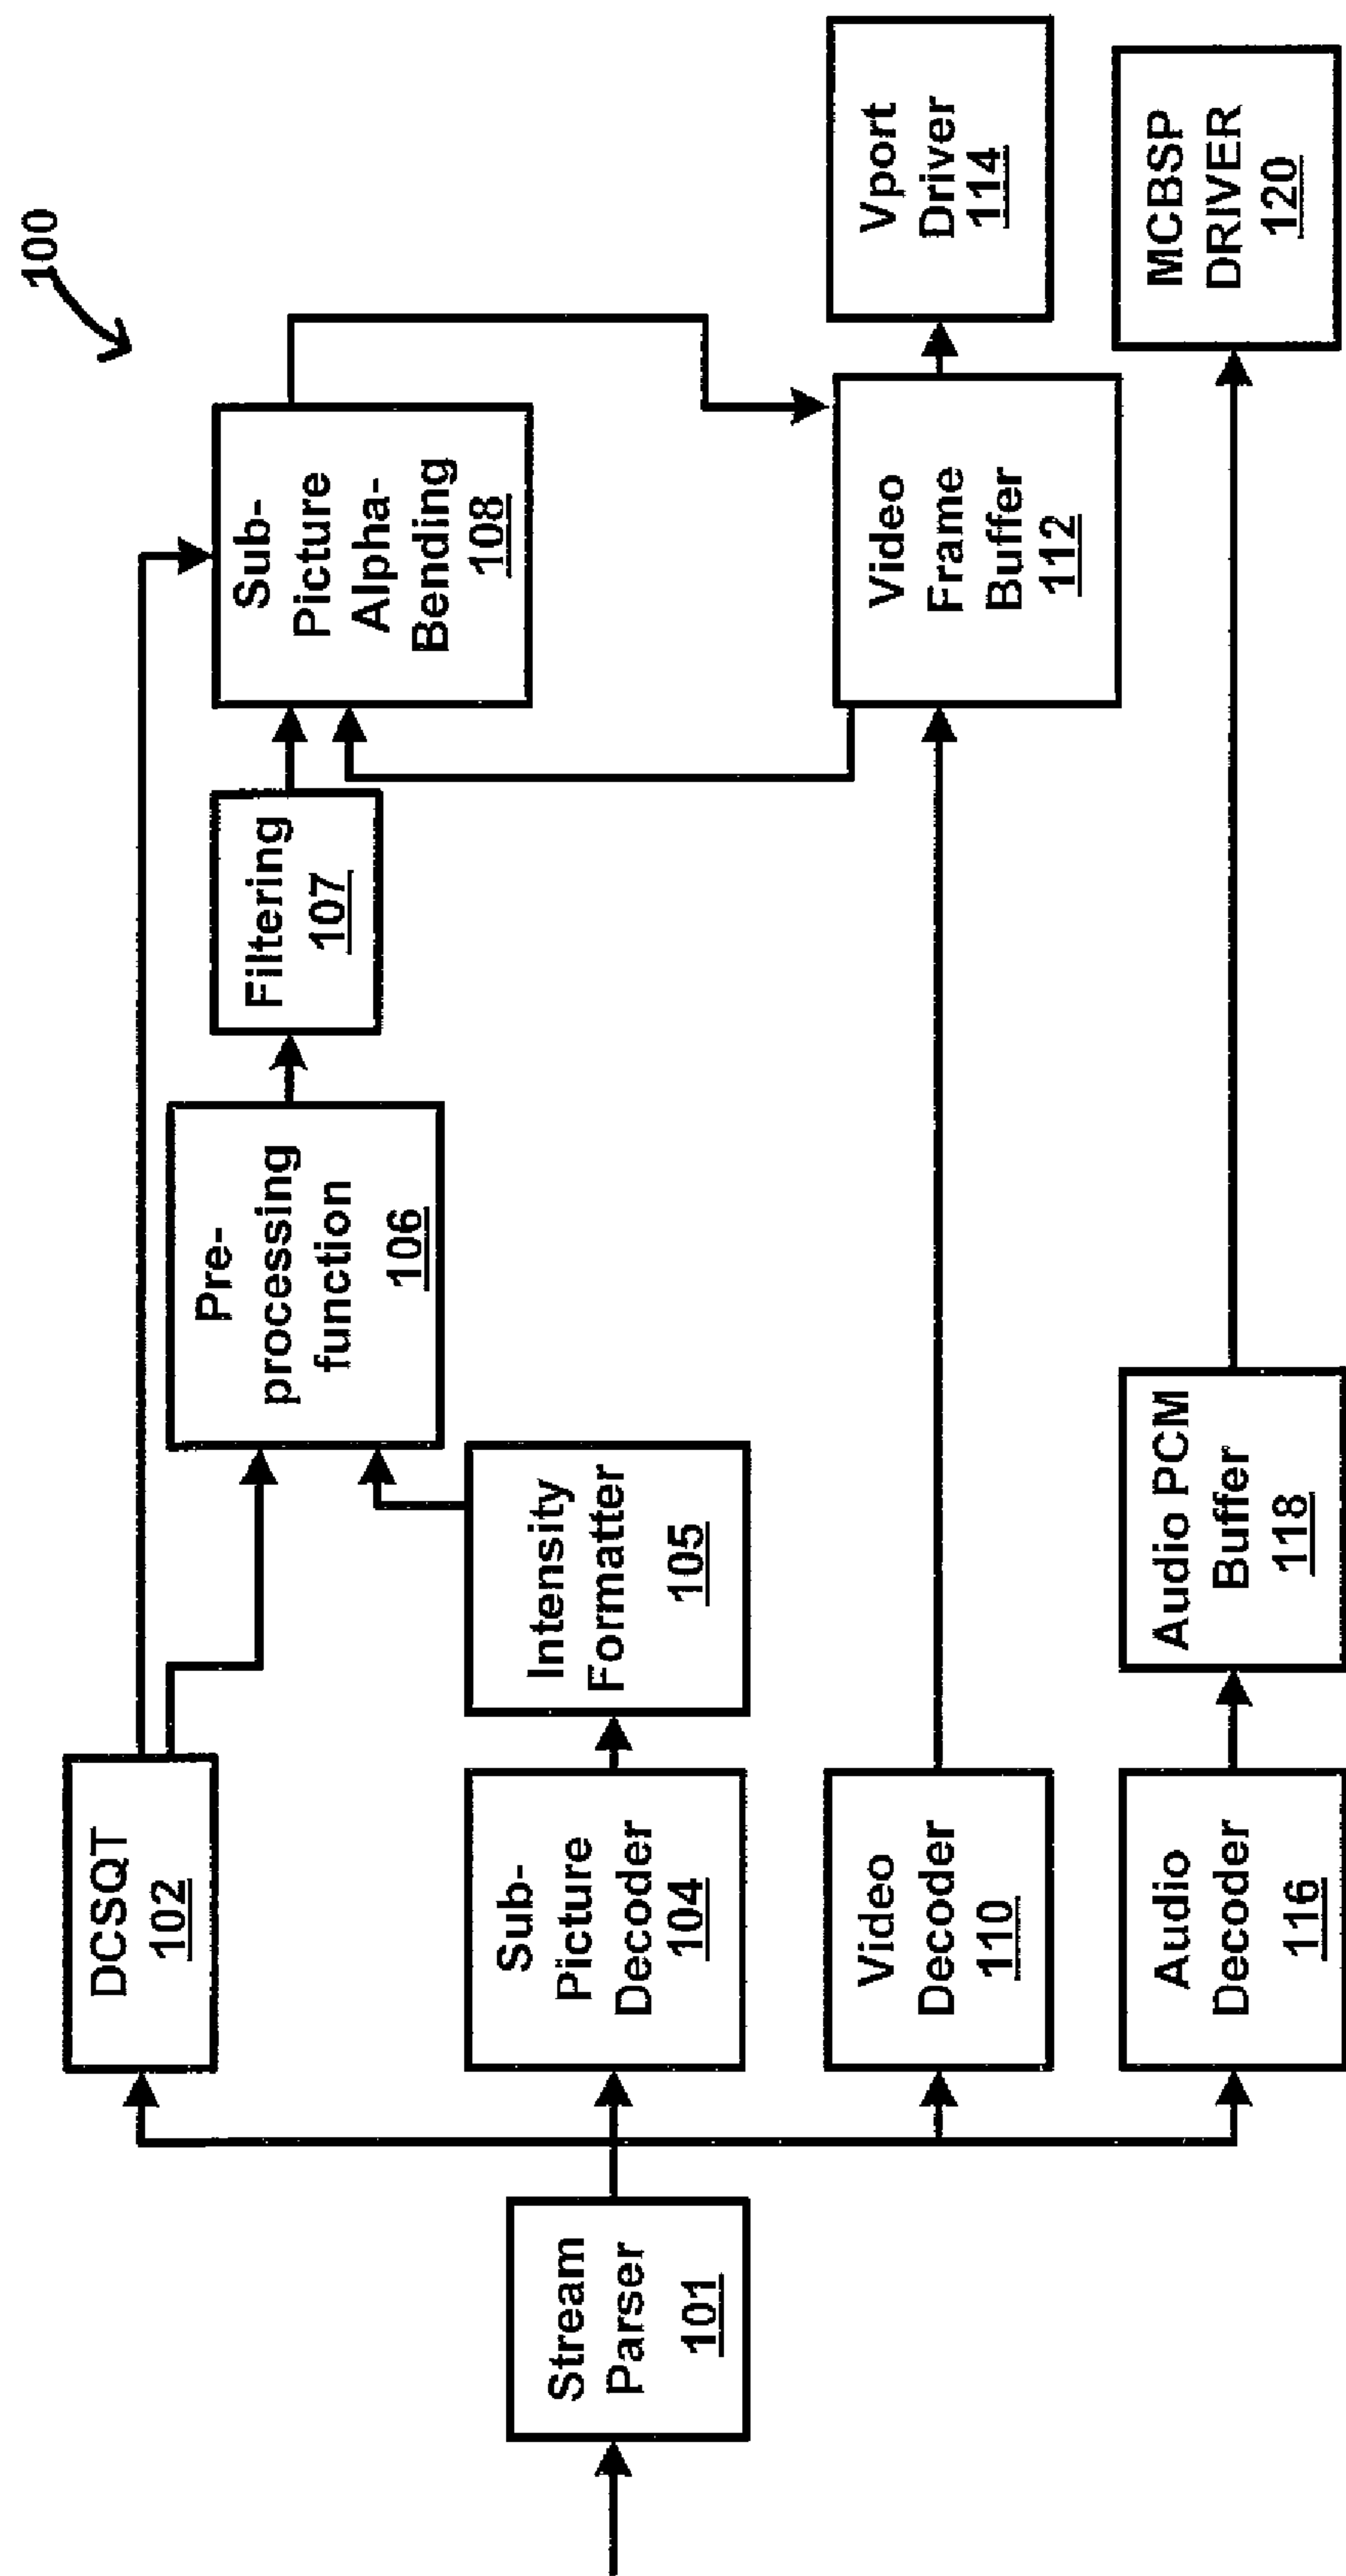 100
DCSQT
102
Pre-
processing
function
106
Filtering
107
Sub-
Picture
Alpha-
Bending
108
Stream
Parser
101
Sub-
Picture
Decoder
104
Intensity
Formatter
105
Video
Decoder
110
Video
Frame
Buffer
112
Vport
Driver
114
Audio
Decoder
116
Audio PCM
Buffer
118
MCBSP
DRIVER
120